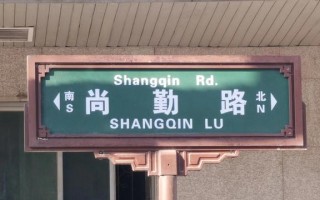 Shangqin Rd.
南 尚勤路 北
S N
SHANGQIN LU